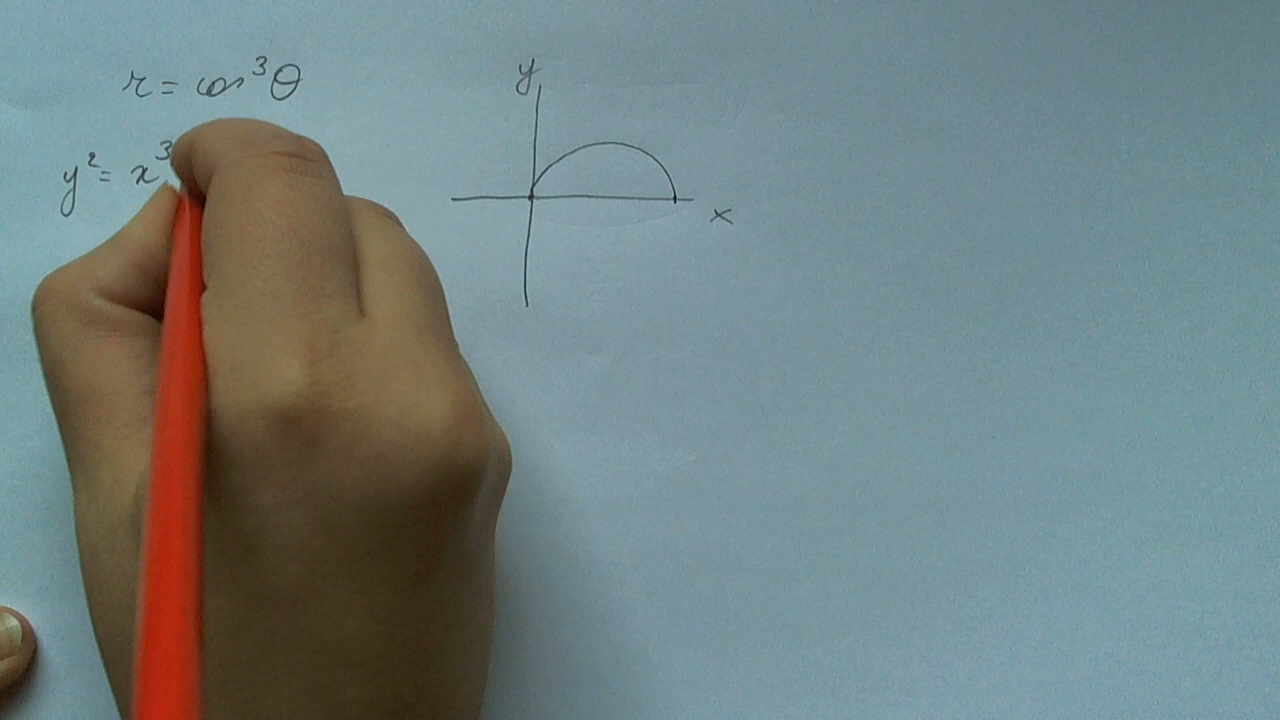 r = cos³θ
y² = x³
y
x